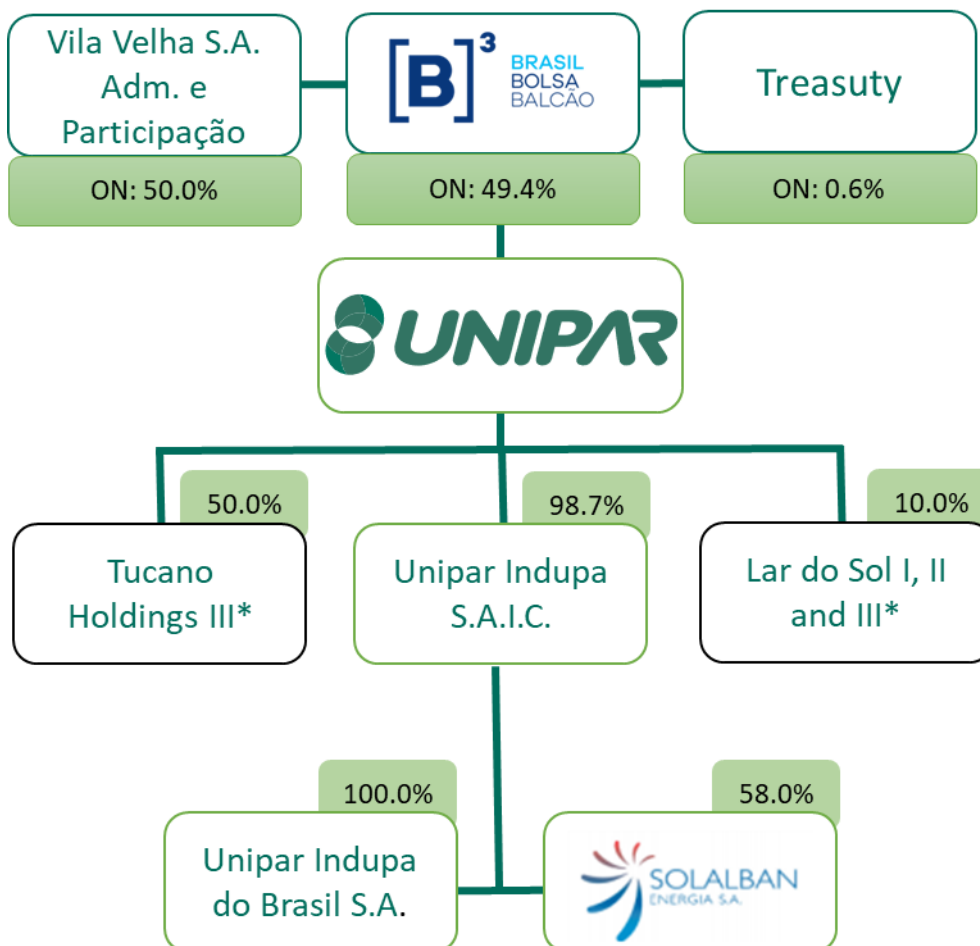 Vila Velha S.A.
Adm. e
Participação
[B]³
BRASIL
BOLSA
BALCÃO
Treasuty
ON: 50.0%
ON: 49.4%
ON: 0.6%
UNIPAR
50.0%
98.7%
10.0%
Tucano
Holdings III*
Unipar Indupa
S.A.I.C.
Lar do Sol I, II
and III*
100.0%
58.0%
Unipar Indupa
do Brasil S.A.
SOLALBAN
ENERGIA S.A.